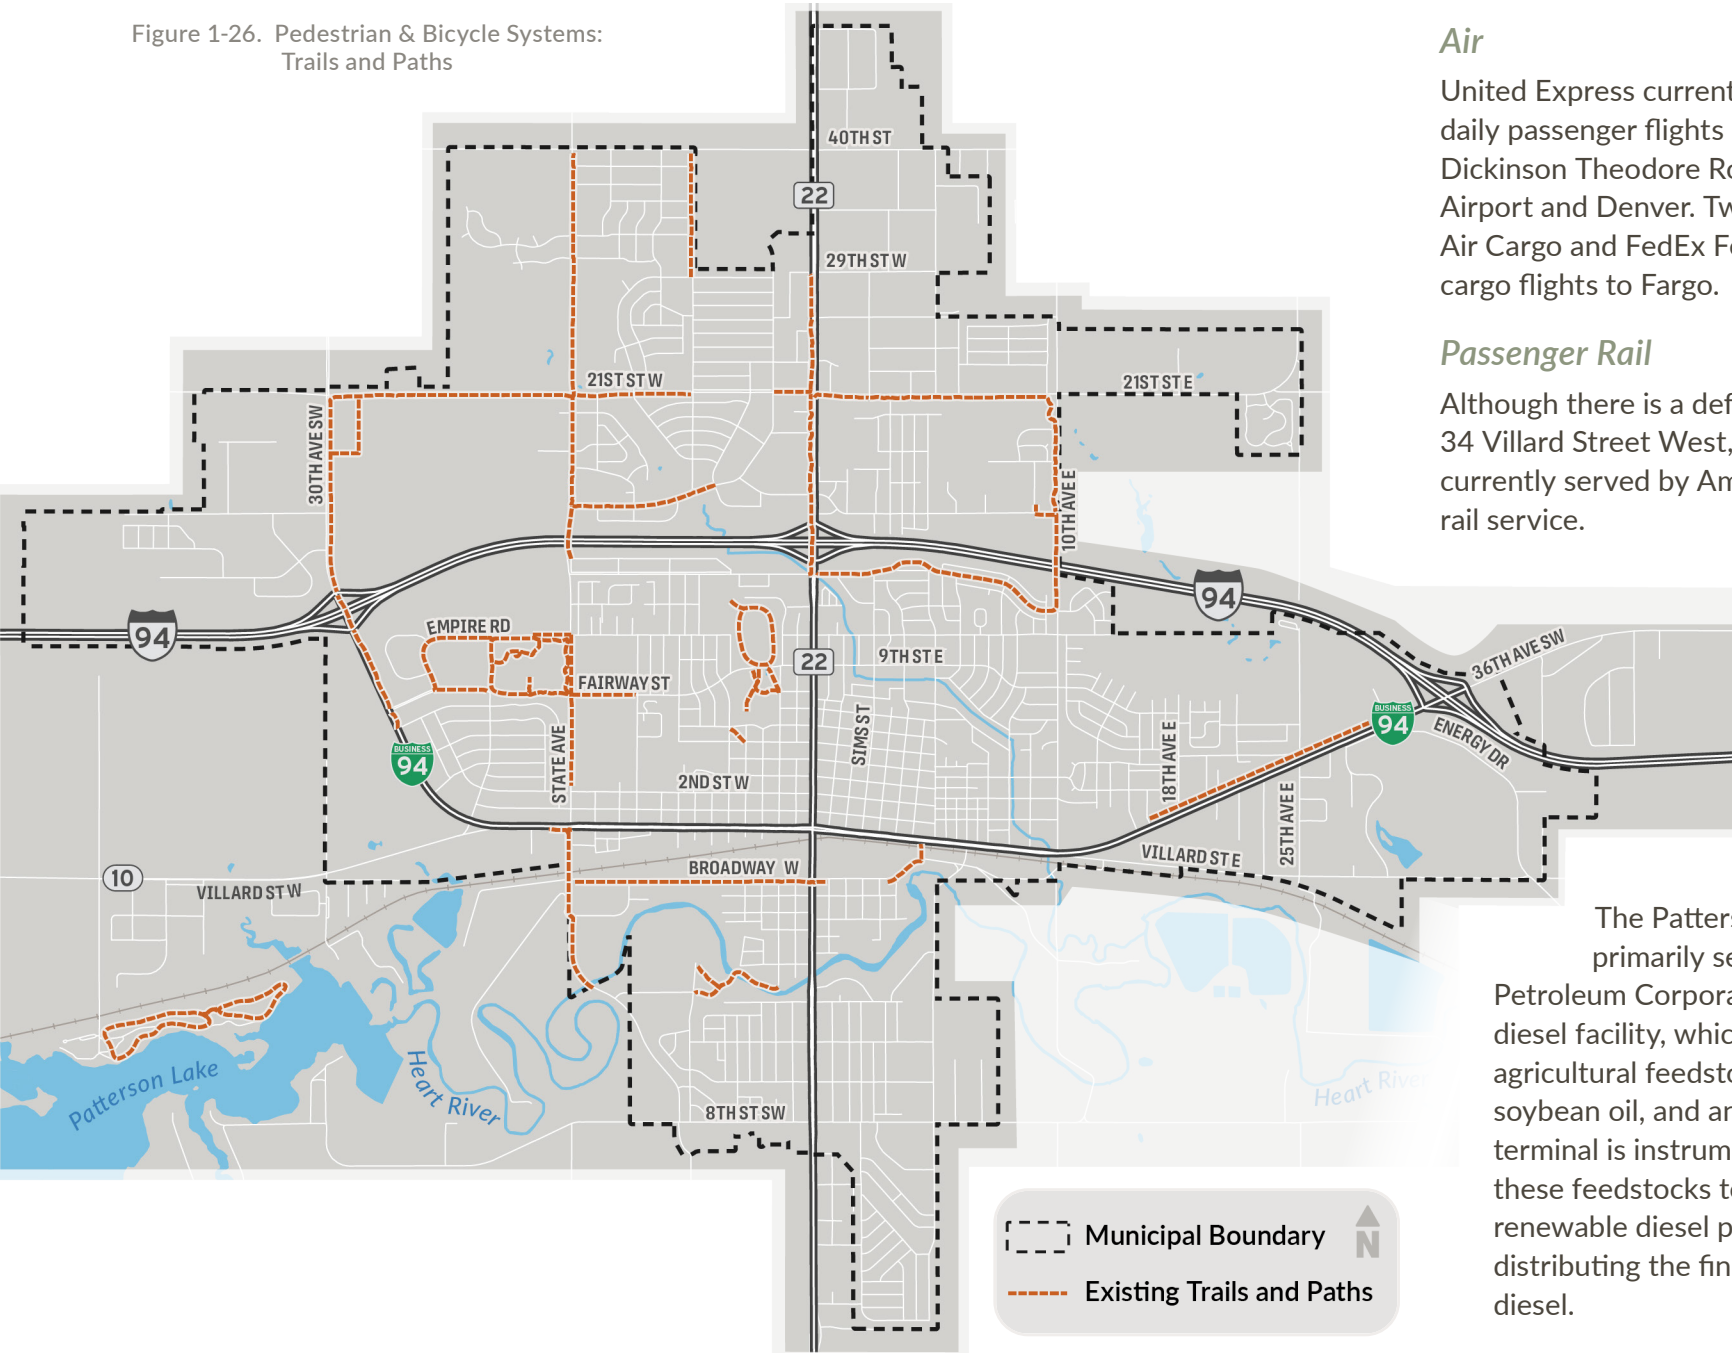 Figure 1-26. Pedestrian & Bicycle Systems:
Trails and Paths
40TH ST
22
29TH ST W
21ST ST W
21ST ST E
30TH AVE SW
10TH AVE E
94
94
EMPIRE RD
FAIRWAY ST
22
9TH ST E
36TH AVE SW
BUSINESS
94
ENERGY DR
BUSINESS
94
STATE AVE
SIMS ST
18TH AVE E
2ND ST W
25TH AVE E
VILLARD ST E
BROADWAY W
10
VILLARD ST W
Patterson Lake
Heart River
Heart River
8TH ST SW
Municipal Boundary
N
Existing Trails and Paths
Air
United Express current
daily passenger flights
Dickinson Theodore Ro
Airport and Denver. Tw
Air Cargo and FedEx Fe
cargo flights to Fargo.
Passenger Rail
Although there is a def
34 Villard Street West,
currently served by Am
rail service.
The Patters
primarily se
Petroleum Corpora
diesel facility, whic
agricultural feedsto
soybean oil, and an
terminal is instrum
these feedstocks to
renewable diesel p
distributing the fin
diesel.